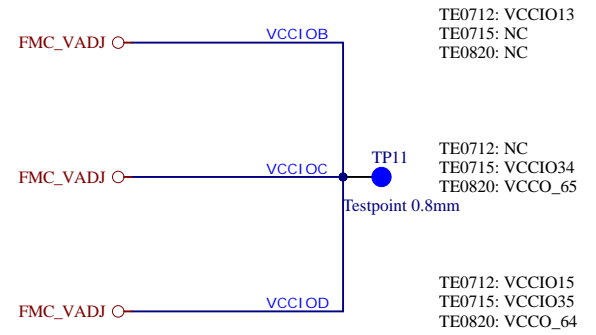 TE0712: VCCIO13
FMC_VADJ VCCIOB TE0715: NC
TE0820: NC
TE0712: NC
FMC_VADJ VCCIOC TP11 TE0715: VCCIO34
TE0820: VCCO_65
Testpoint 0.8mm
TE0712: VCCIO15
FMC_VADJ VCCIOD TE0715: VCCIO35
TE0820: VCCO_64